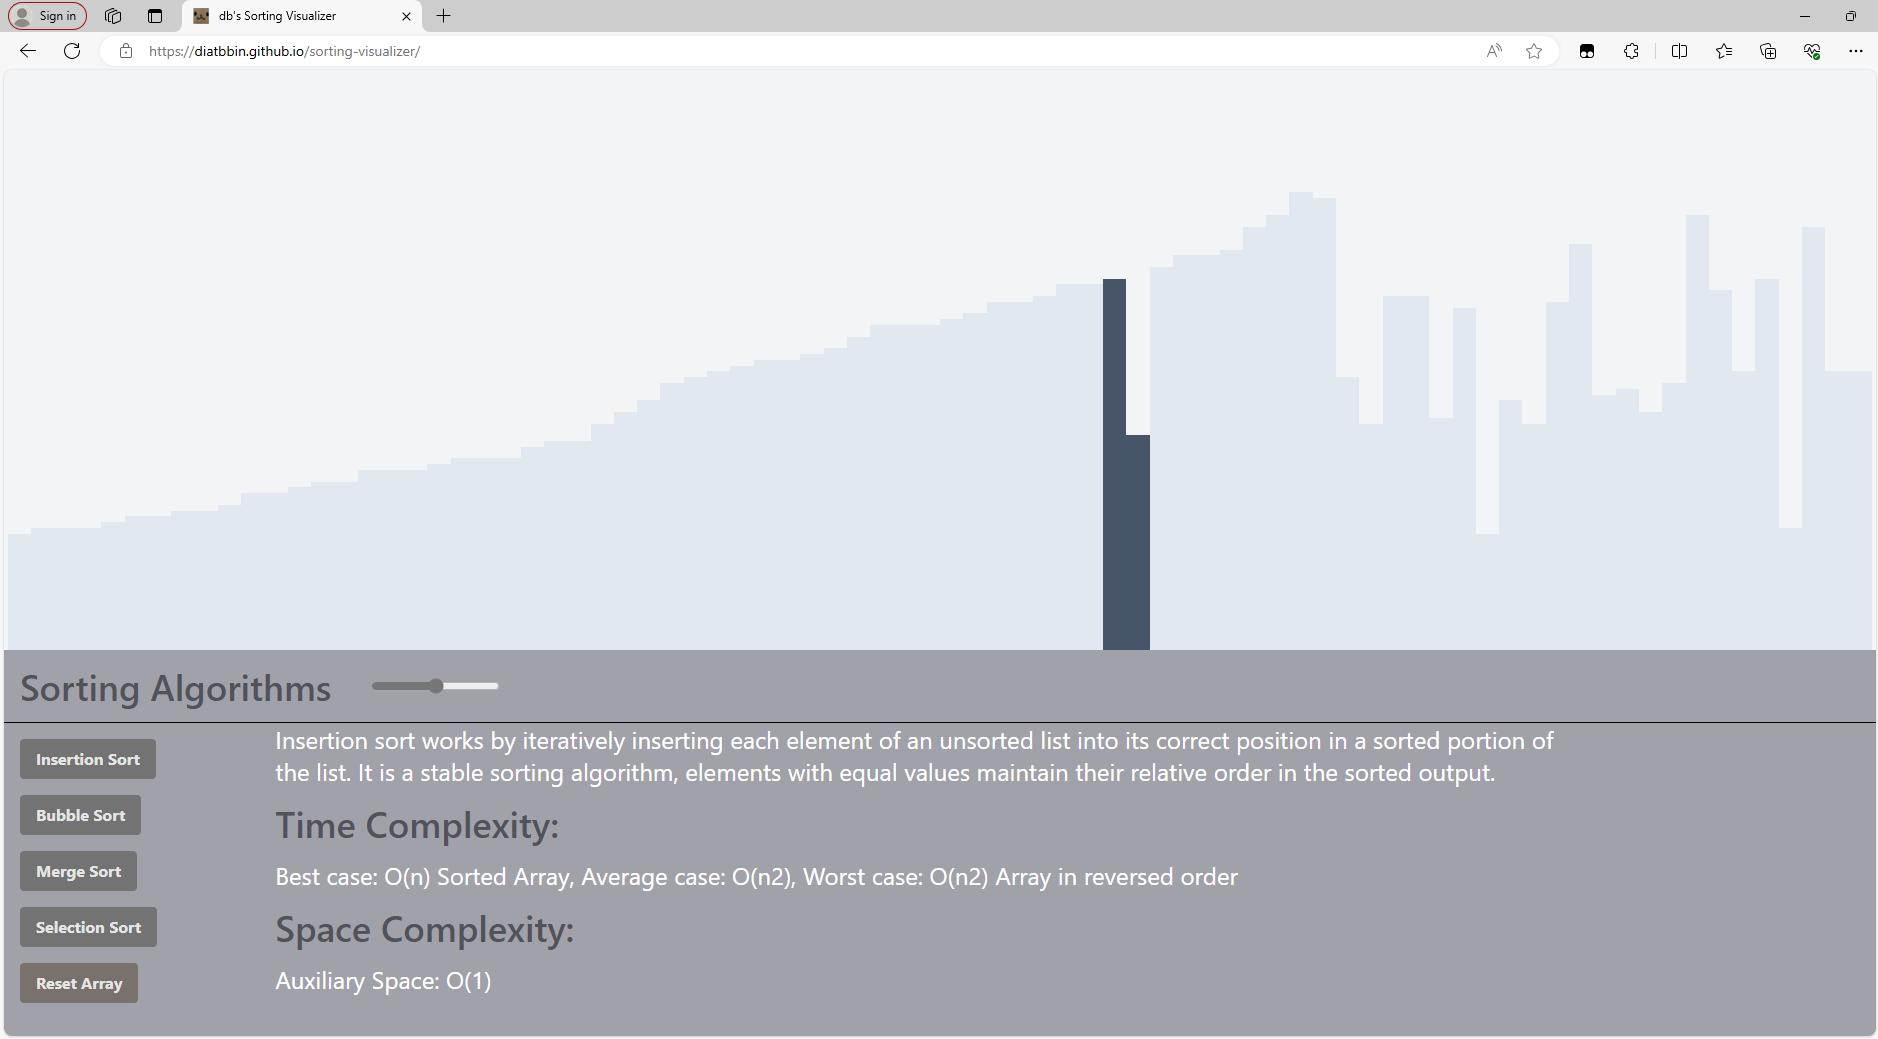 Sign in
db's Sorting Visualizer
https://diatbbin.github.io/sorting-visualizer/
Sorting Algorithms
Insertion Sort
Bubble Sort
Merge Sort
Selection Sort
Reset Array
Insertion sort works by iteratively inserting each element of an unsorted list into its correct position in a sorted portion of
the list. It is a stable sorting algorithm, elements with equal values maintain their relative order in the sorted output.
Time Complexity:
Best case: O(n) Sorted Array, Average case: O(n2), Worst case: O(n2) Array in reversed order
Space Complexity:
Auxiliary Space: O(1)